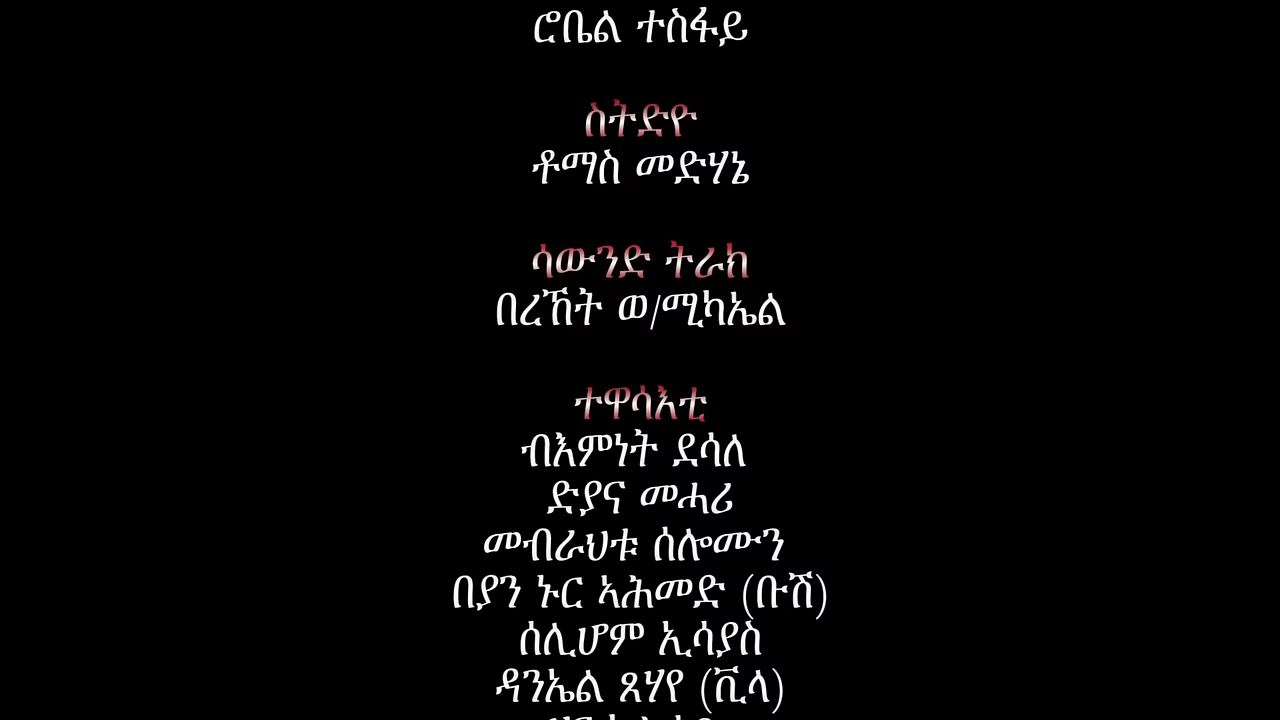 ሮቤል ተስፋይ
ስትድዮ
ቶማስ መድሃኔ
ሳውንድ ትራክ
በረኸት ወ/ሚካኤል
ተዋሳእቲ
ብእምነት ደሳለ
ድያና መሓሪ
መብራህቱ ሰሎሙን
በያን ኑር ኣሕመድ (ቡሽ)
ሰሊሆም ኢሳያስ
ዳንኤል ጸሃየ (ቪላ)